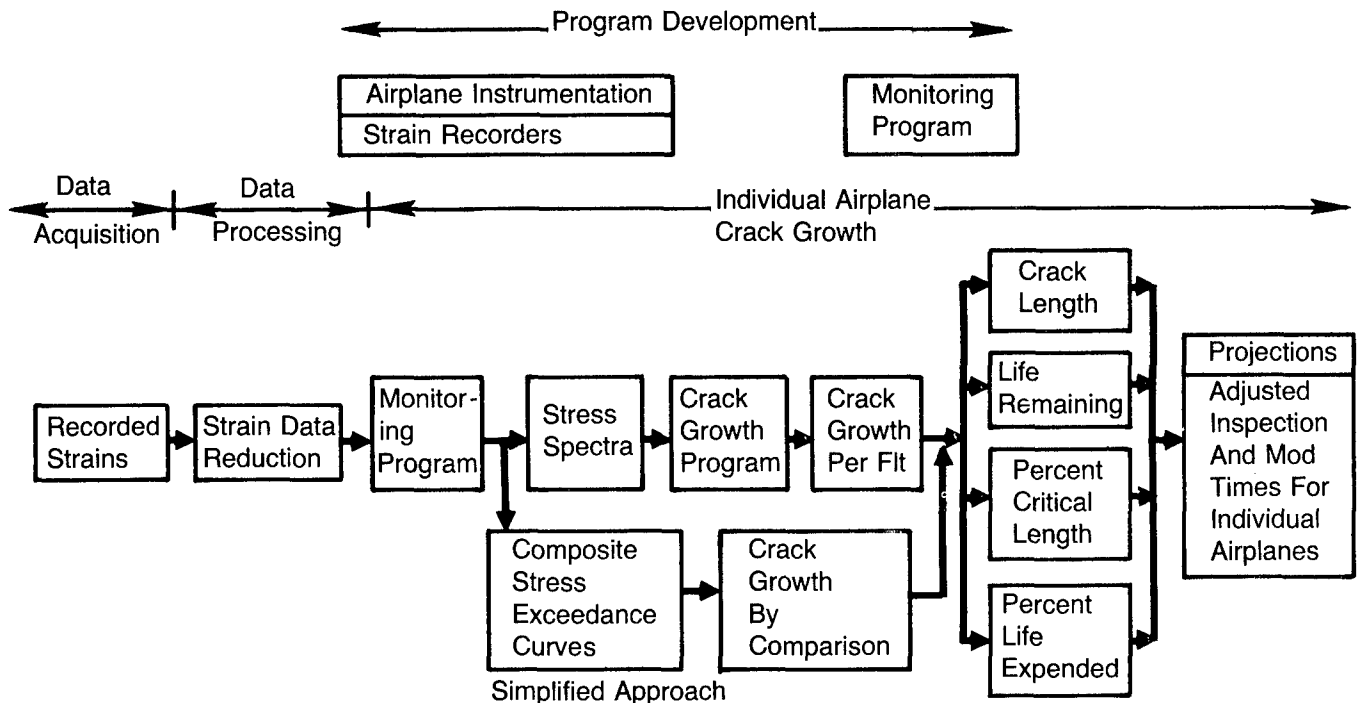 Program Development
Airplane Instrumentation
Strain Recorders
Monitoring
Program
Data
Acquisition
Data
Processing
Individual Airplane
Crack Growth
Recorded
Strains
Strain Data
Reduction
Monitor-
ing
Program
Stress
Spectra
Crack
Growth
Program
Crack
Growth
Per Flt
Composite
Stress
Exceedance
Curves
Simplified Approach
Crack
Growth
By
Comparison
Crack
Length
Life
Remaining
Percent
Critical
Length
Percent
Life
Expended
Projections
Adjusted
Inspection
And Mod
Times For
Individual
Airplanes